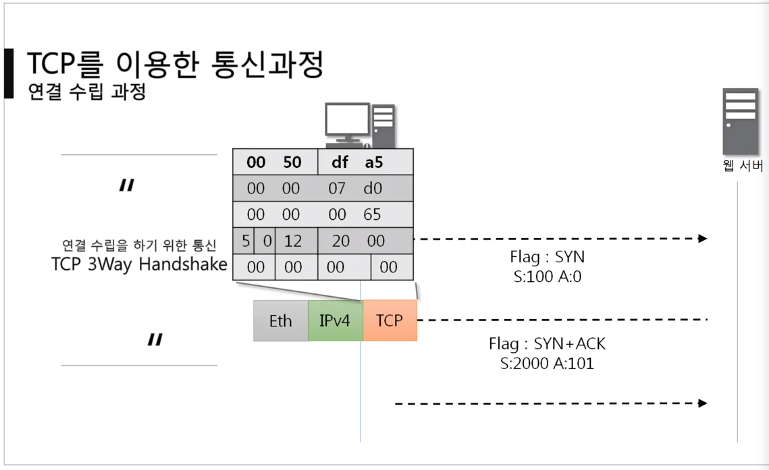 TCP를 이용한 통신과정
연결 수립 과정
웹 서버
“
연결 수립을 하기 위한 통신
TCP 3Way Handshake
“
00 50 df a5
00 00 07 d0
00 00 00 65
5 0 12 20 00
00 00 00 00
Eth IPv4 TCP
Flag : SYN
S:100 A:0
Flag : SYN+ACK
S:2000 A:101